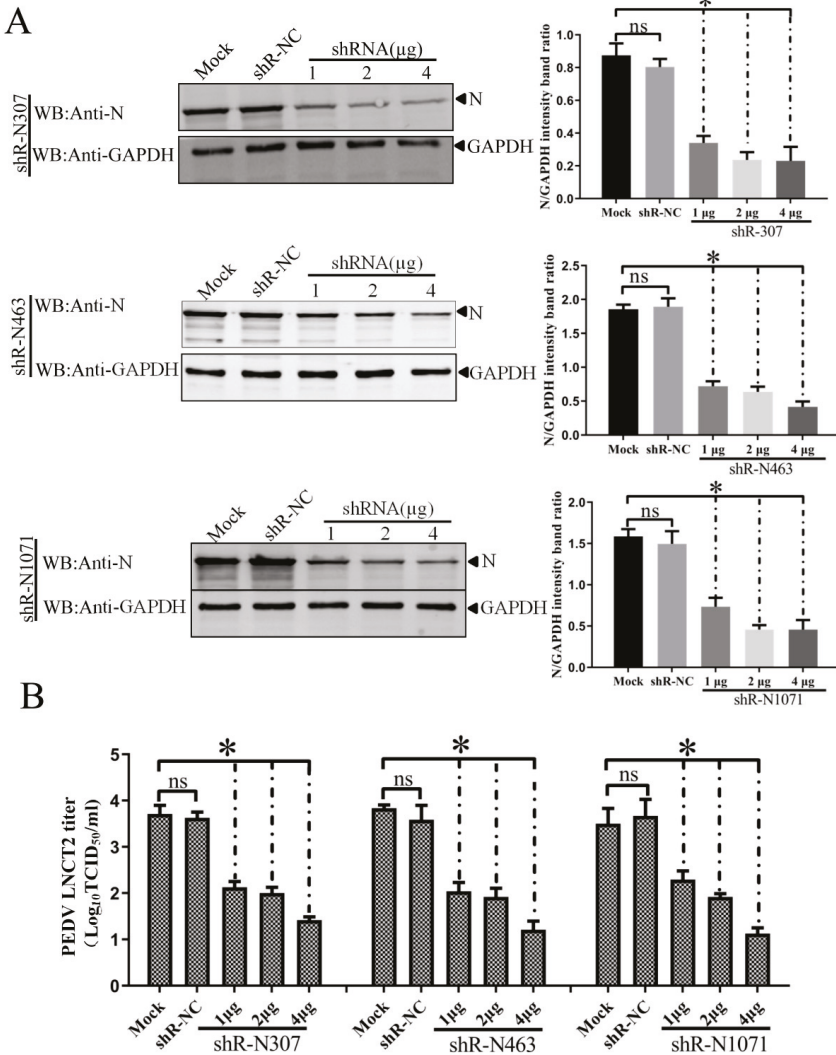 A
Mock
shR-NC
shRNA(µg)
1 2 4
shR-N307
WB:Anti-N
N
WB:Anti-GAPDH
GAPDH
N/GAPDH intensity band ratio
1.0
0.8
0.6
0.4
0.2
0.0
*
ns
Mock shR-NC 1 µg 2 µg 4 µg
shR-307
Mock
shR-NC
shRNA(µg)
1 2 4
shR-N463
WB:Anti-N
N
WB:Anti-GAPDH
GAPDH
N/GAPDH intensity band ratio
2.5
2.0
1.5
1.0
0.5
0.0
*
ns
Mock shR-NC 1 µg 2 µg 4 µg
shR-N463
Mock
shR-NC
shRNA(µg)
1 2 4
shR-N1071
WB:Anti-N
N
WB:Anti-GAPDH
GAPDH
N/GAPDH intensity band ratio
2.0
1.5
1.0
0.5
0.0
*
ns
Mock shR-NC 1 µg 2 µg 4 µg
shR-N1071
B
PEDV LNCT2 titer
(Log₁₀TCID₅₀/ml)
5
4
3
2
1
0
* * *
ns ns ns
Mock shR-NC 1µg 2µg 4µg Mock shR-NC 1µg 2µg 4µg Mock shR-NC 1µg 2µg 4µg
shR-N307 shR-N463 shR-N1071